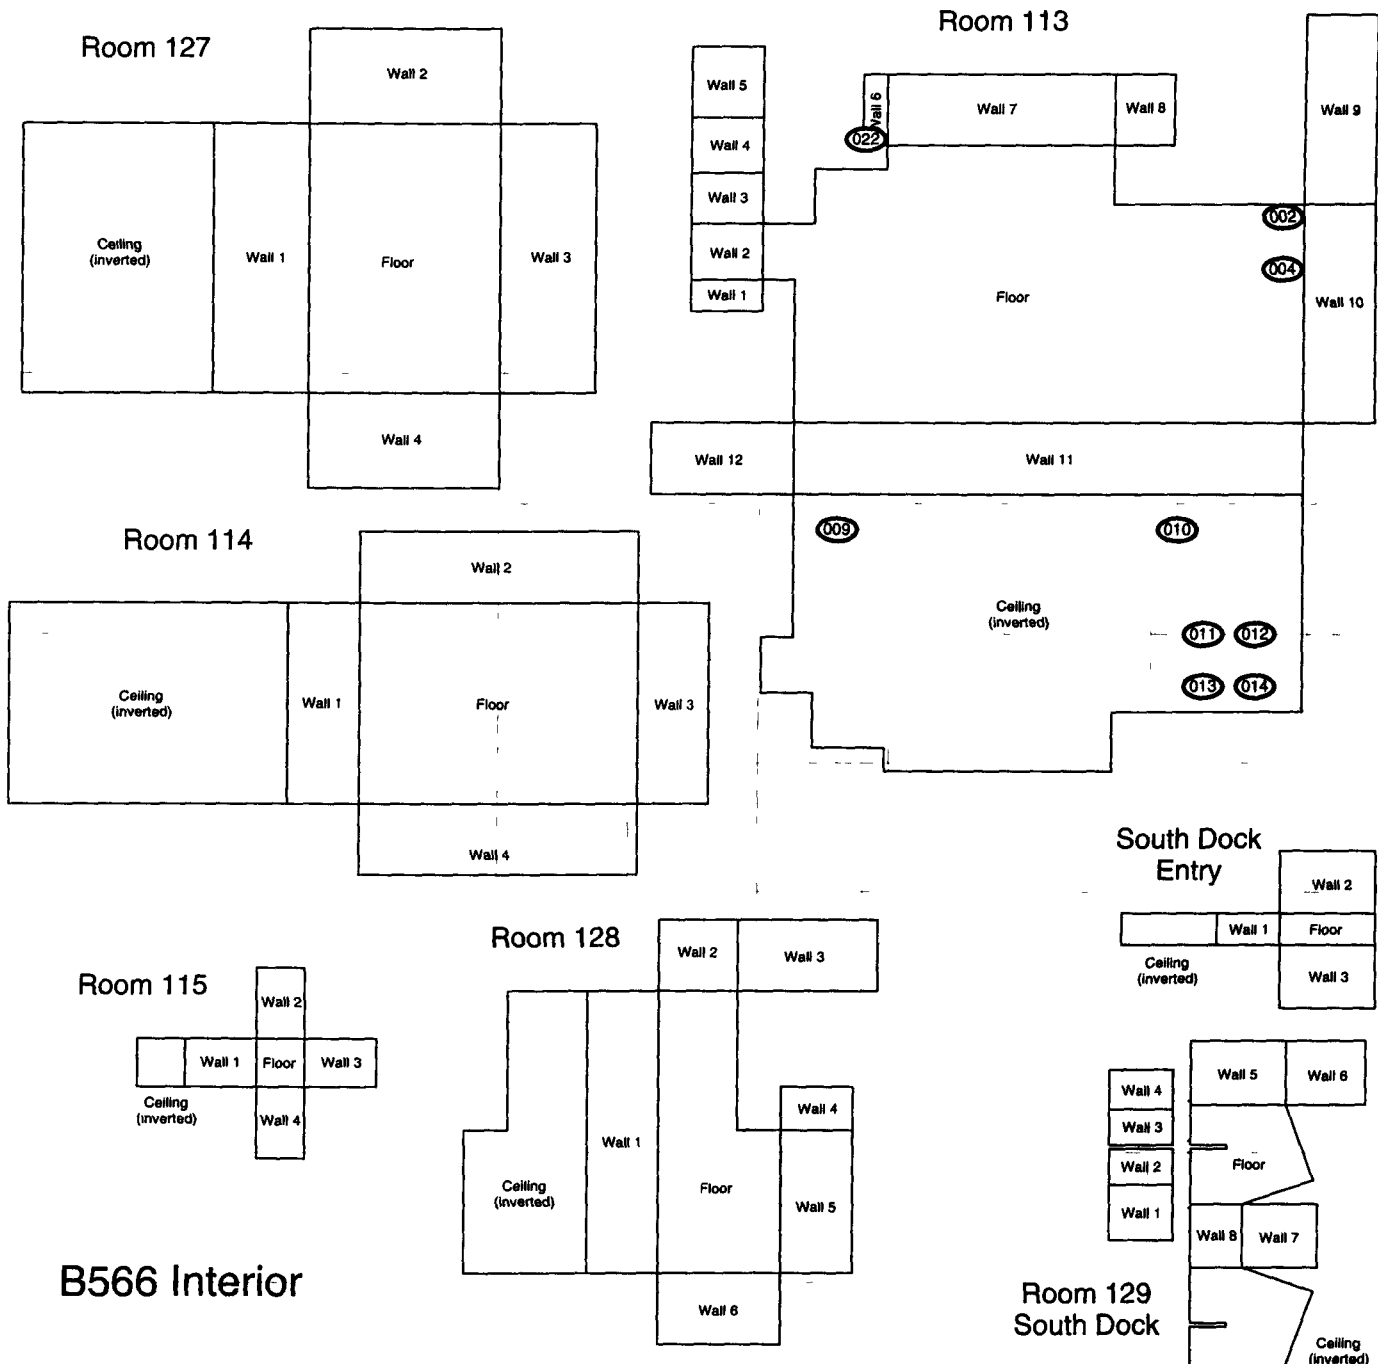 Room 127
Wall 2
Ceiling
(inverted)
Wall 1
Floor
Wall 3
Wall 4
Room 113
Wall 5
Wall 4
Wall 3
Wall 2
Wall 1
Wall 6
022
Wall 7
Wall 8
Wall 9
002
004
Floor
Wall 10
Wall 12
Wall 11
009
010
Ceiling
(inverted)
011
012
013
014
Room 114
Wall 2
Ceiling
(inverted)
Wall 1
Floor
Wall 3
Wall 4
South Dock
Entry
Wall 2
Wall 1
Floor
Ceiling
(inverted)
Wall 3
Room 115
Wall 2
Wall 1
Floor
Wall 3
Ceiling
(inverted)
Wall 4
Room 128
Wall 2
Wall 3
Wall 4
Wall 1
Ceiling
(inverted)
Floor
Wall 5
Wall 6
Wall 5
Wall 6
Wall 4
Wall 3
Wall 2
Floor
Wall 1
Wall 8
Wall 7
Room 129
South Dock
Ceiling
(inverted)
B566 Interior